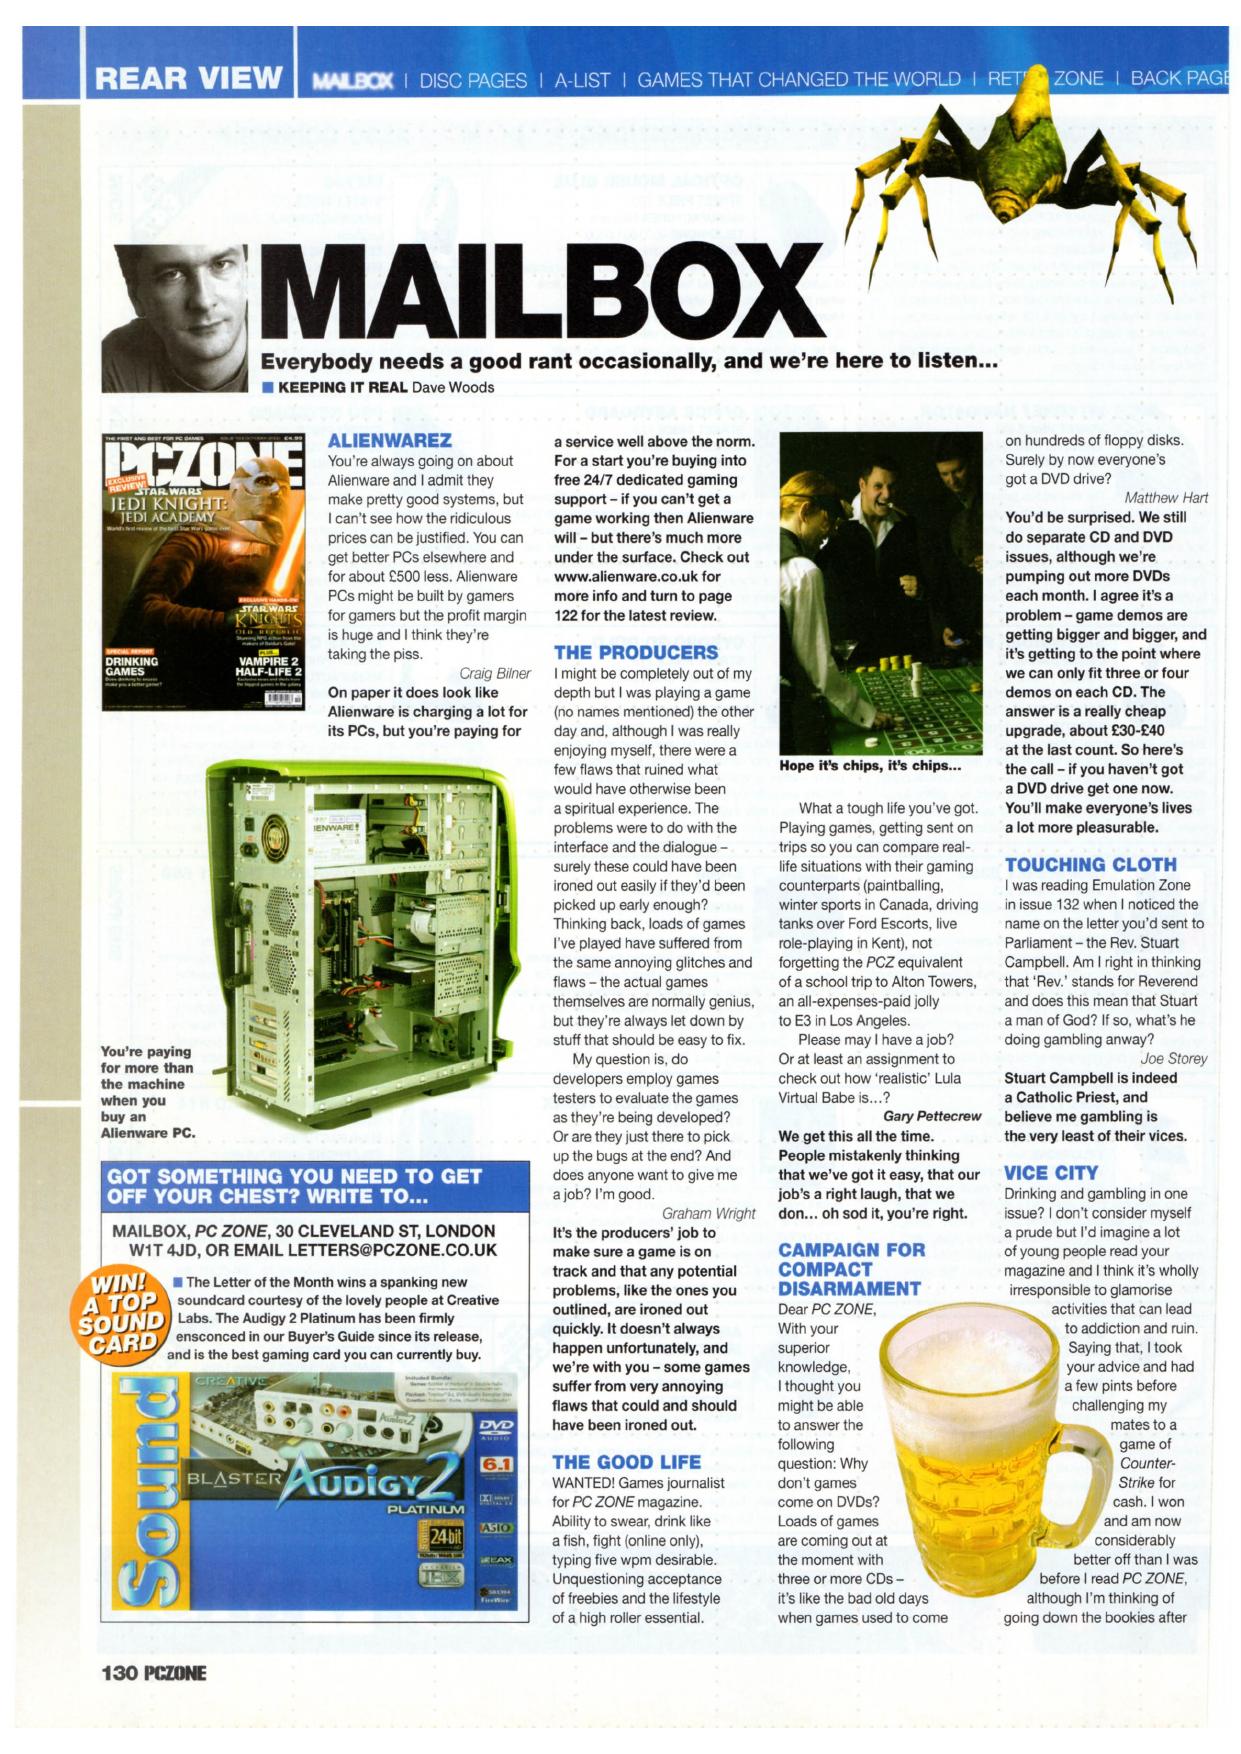 REAR VIEW
MAILBOX | DISC PAGES | A-LIST | GAMES THAT CHANGED THE WORLD | RETRO ZONE | BACK PAGE
MAILBOX
Everybody needs a good rant occasionally, and we're here to listen...
■ KEEPING IT REAL Dave Woods
THE FIRST AND BEST FOR PC GAMES
£4.99
PCZONE
EXCLUSIVE
REVIEW!
STAR WARS
JEDI KNIGHT:
JEDI ACADEMY
EXCLUSIVE HANDS-ON!
STAR WARS
KNIGHTS
OLD REPUBLIC
SPECIAL REPORT
DRINKING
GAMES
PLUS...
VAMPIRE 2
HALF-LIFE 2
ALIENWAREZ
You're always going on about
Alienware and I admit they
make pretty good systems, but
I can't see how the ridiculous
prices can be justified. You can
get better PCs elsewhere and
for about £500 less. Alienware
PCs might be built by gamers
for gamers but the profit margin
is huge and I think they're
taking the piss.
Craig Bilner
On paper it does look like
Alienware is charging a lot for
its PCs, but you're paying for
You're paying
for more than
the machine
when you
buy an
Alienware PC.
GOT SOMETHING YOU NEED TO GET
OFF YOUR CHEST? WRITE TO...
MAILBOX, PC ZONE, 30 CLEVELAND ST, LONDON
W1T 4JD, OR EMAIL LETTERS@PCZONE.CO.UK
WIN!
A TOP
SOUND
CARD
■ The Letter of the Month wins a spanking new
soundcard courtesy of the lovely people at Creative
Labs. The Audigy 2 Platinum has been firmly
ensconced in our Buyer's Guide since its release,
and is the best gaming card you can currently buy.
CREATIVE
Sound
BLASTER AUDIGY 2
PLATINUM
DVD
AUDIO
6.1
24bit
ASIO
EAX
FireWire
a service well above the norm.
For a start you're buying into
free 24/7 dedicated gaming
support – if you can't get a
game working then Alienware
will – but there's much more
under the surface. Check out
www.alienware.co.uk for
more info and turn to page
122 for the latest review.
THE PRODUCERS
I might be completely out of my
depth but I was playing a game
(no names mentioned) the other
day and, although I was really
enjoying myself, there were a
few flaws that ruined what
would have otherwise been
a spiritual experience. The
problems were to do with the
interface and the dialogue –
surely these could have been
ironed out easily if they'd been
picked up early enough?
Thinking back, loads of games
I've played have suffered from
the same annoying glitches and
flaws – the actual games
themselves are normally genius,
but they're always let down by
stuff that should be easy to fix.
My question is, do
developers employ games
testers to evaluate the games
as they're being developed?
Or are they just there to pick
up the bugs at the end? And
does anyone want to give me
a job? I'm good.
Graham Wright
It's the producers' job to
make sure a game is on
track and that any potential
problems, like the ones you
outlined, are ironed out
quickly. It doesn't always
happen unfortunately, and
we're with you – some games
suffer from very annoying
flaws that could and should
have been ironed out.
THE GOOD LIFE
WANTED! Games journalist
for PC ZONE magazine.
Ability to swear, drink like
a fish, fight (online only),
typing five wpm desirable.
Unquestioning acceptance
of freebies and the lifestyle
of a high roller essential.
Hope it's chips, it's chips...
What a tough life you've got.
Playing games, getting sent on
trips so you can compare real-
life situations with their gaming
counterparts (paintballing,
winter sports in Canada, driving
tanks over Ford Escorts, live
role-playing in Kent), not
forgetting the PCZ equivalent
of a school trip to Alton Towers,
an all-expenses-paid jolly
to E3 in Los Angeles.
Please may I have a job?
Or at least an assignment to
check out how 'realistic' Lula
Virtual Babe is...?
Gary Pettecrew
We get this all the time.
People mistakenly thinking
that we've got it easy, that our
job's a right laugh, that we
don... oh sod it, you're right.
CAMPAIGN FOR
COMPACT
DISARMAMENT
Dear PC ZONE,
With your
superior
knowledge,
I thought you
might be able
to answer the
following
question: Why
don't games
come on DVDs?
Loads of games
are coming out at
the moment with
three or more CDs –
it's like the bad old days
when games used to come
on hundreds of floppy disks.
Surely by now everyone's
got a DVD drive?
Matthew Hart
You'd be surprised. We still
do separate CD and DVD
issues, although we're
pumping out more DVDs
each month. I agree it's a
problem – game demos are
getting bigger and bigger, and
it's getting to the point where
we can only fit three or four
demos on each CD. The
answer is a really cheap
upgrade, about £30-£40
at the last count. So here's
the call – if you haven't got
a DVD drive get one now.
You'll make everyone's lives
a lot more pleasurable.
TOUCHING CLOTH
I was reading Emulation Zone
in issue 132 when I noticed the
name on the letter you'd sent to
Parliament – the Rev. Stuart
Campbell. Am I right in thinking
that 'Rev.' stands for Reverend
and does this mean that Stuart
a man of God? If so, what's he
doing gambling anway?
Joe Storey
Stuart Campbell is indeed
a Catholic Priest, and
believe me gambling is
the very least of their vices.
VICE CITY
Drinking and gambling in one
issue? I don't consider myself
a prude but I'd imagine a lot
of young people read your
magazine and I think it's wholly
irresponsible to glamorise
activities that can lead
to addiction and ruin.
Saying that, I took
your advice and had
a few pints before
challenging my
mates to a
game of
Counter-
Strike for
cash. I won
and am now
considerably
better off than I was
before I read PC ZONE,
although I'm thinking of
going down the bookies after
130 PCZONE